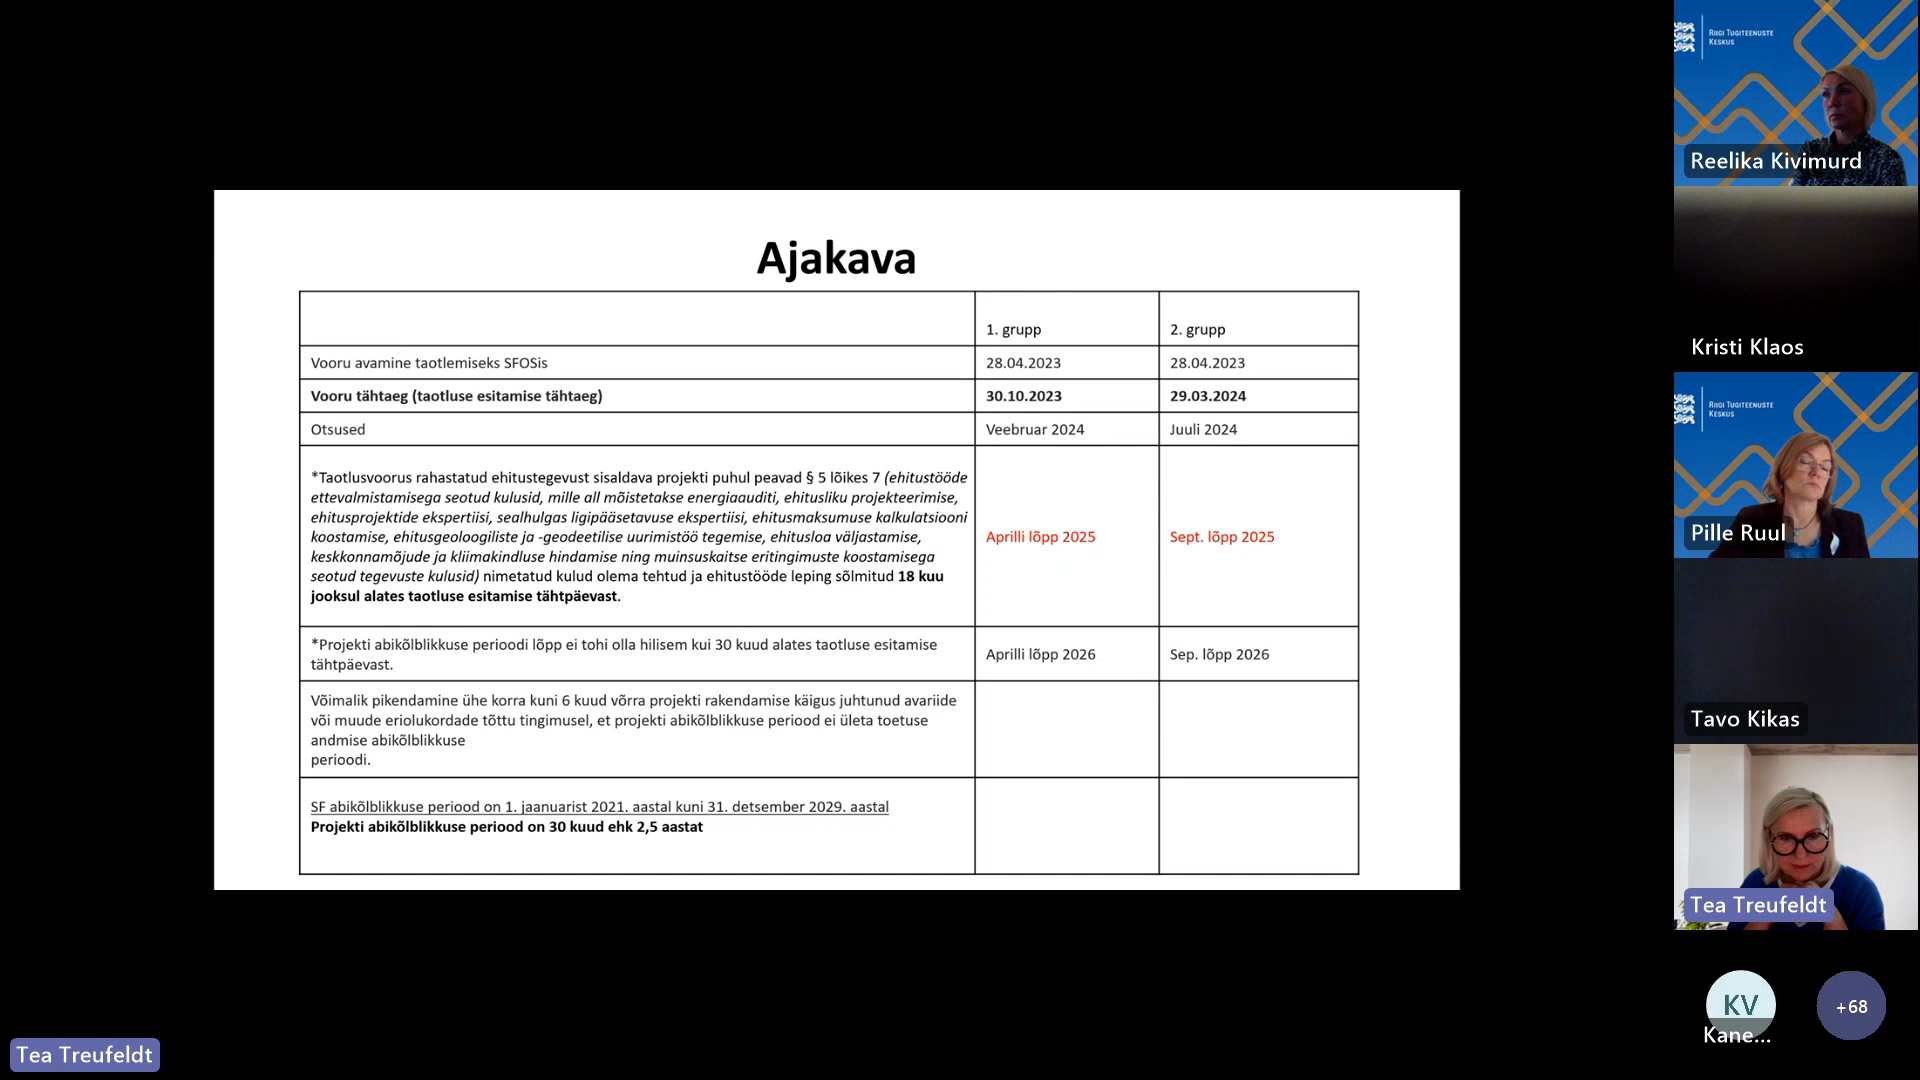 Ajakava
1. grupp
2. grupp
Vooru avamine taotlemiseks SFOSis
28.04.2023
28.04.2023
Vooru tähtaeg (taotluse esitamise tähtaeg)
30.10.2023
29.03.2024
Otsused
Veebruar 2024
Juuli 2024
*Taotlusvoorus rahastatud ehitustegevust sisaldava projekti puhul peavad § 5 lõikes 7 (ehitustööde
ettevalmistamisega seotud kulusid, mille all mõistetakse energiaauditi, ehitusliku projekteerimise,
ehitusprojektide ekspertiisi, sealhulgas ligipääsetavuse ekspertiisi, ehitusmaksumuse kalkulatsiooni
koostamise, ehitusgeoloogiliste ja -geodeetilise uurimistöö tegemise, ehitusloa väljastamise,
keskkonnamõjude ja kliimakindluse hindamise ning muinsuskaitse eritingimuste koostamisega
seotud tegevuste kulusid) nimetatud kulud olema tehtud ja ehitustööde leping sõlmitud 18 kuu
jooksul alates taotluse esitamise tähtpäevast.
Aprilli lõpp 2025
Sept. lõpp 2025
*Projekti abikõlblikkuse perioodi lõpp ei tohi olla hilisem kui 30 kuud alates taotluse esitamise
tähtpäevast.
Aprilli lõpp 2026
Sep. lõpp 2026
Võimalik pikendamine ühe korra kuni 6 kuud võrra projekti rakendamise käigus juhtunud avariide
või muude eriolukordade tõttu tingimusel, et projekti abikõlblikkuse periood ei ületa toetuse
andmise abikõlblikkuse
perioodi.
SF abikõlblikkuse periood on 1. jaanuarist 2021. aastal kuni 31. detsember 2029. aastal
Projekti abikõlblikkuse periood on 30 kuud ehk 2,5 aastat
RIIGI TUGITEENUSTE
KESKUS
Reelika Kivimurd
Kristi Klaos
RIIGI TUGITEENUSTE
KESKUS
Pille Ruul
Tavo Kikas
Tea Treufeldt
KV
Kane...
+68
Tea Treufeldt